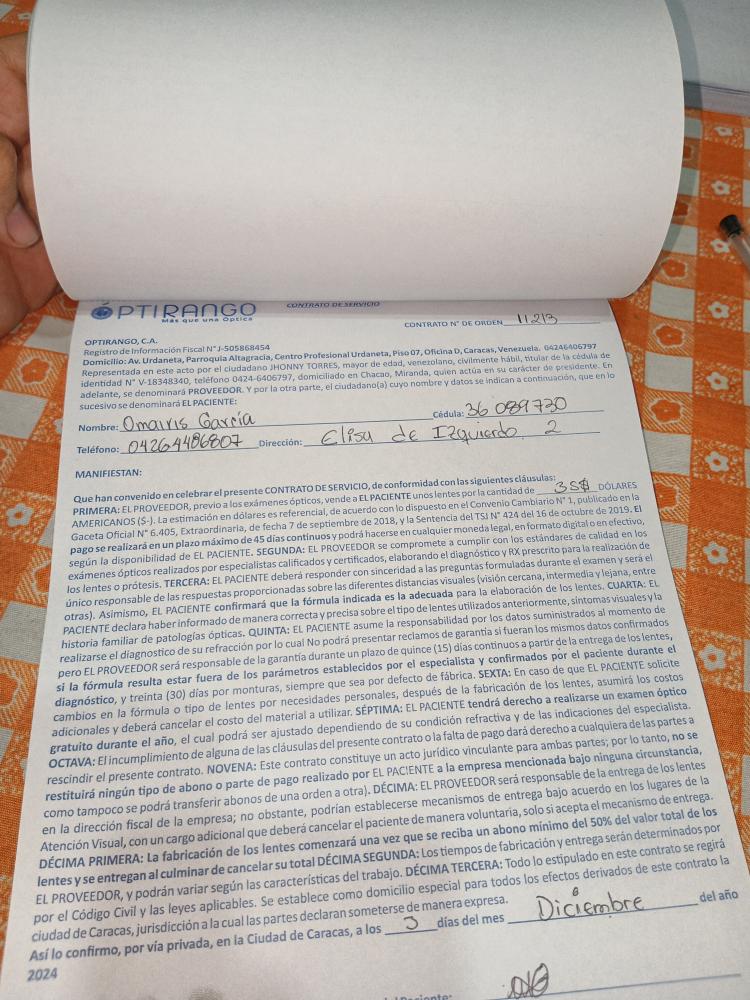 ÓPTIRANGO
Más que una Óptica
CONTRATO DE SERVICIO
CONTRATO N° DE ORDEN 11213
OPTIRANGO, C.A.
Registro de Información Fiscal N° J-505868454
Domicilio: Av. Urdaneta, Parroquia Altagracia, Centro Profesional Urdaneta, Piso 07, Oficina D, Caracas, Venezuela. 04246406797
Representada en este acto por el ciudadano JHONNY TORRES, mayor de edad, venezolano, civilmente hábil, titular de la cédula de
identidad N° V-18348340, teléfono 0424-6406797, domiciliado en Chacao, Miranda, quien actúa en su carácter de presidente. En
adelante, se denominará PROVEEDOR. Y por la otra parte, el ciudadano(a) cuyo nombre y datos se indican a continuación, que en lo
sucesivo se denominará EL PACIENTE:
Nombre: Omairis García Cédula: 36 089 730
Teléfono: 04264486807 Dirección: Elisa de Izquierdo 2
MANIFIESTAN:
Que han convenido en celebrar el presente CONTRATO DE SERVICIO, de conformidad con las siguientes cláusulas:
PRIMERA: EL PROVEEDOR, previo a los exámenes ópticos, vende a EL PACIENTE unos lentes por la cantidad de 35$ DÓLARES
AMERICANOS ($-). La estimación en dólares es referencial, de acuerdo con lo dispuesto en el Convenio Cambiario N° 1, publicado en la
Gaceta Oficial N° 6.405, Extraordinaria, de fecha 7 de septiembre de 2018, y la Sentencia del TSJ N° 424 del 16 de octubre de 2019. El
pago se realizará en un plazo máximo de 45 días continuos y podrá hacerse en cualquier moneda legal, en formato digital o en efectivo,
según la disponibilidad de EL PACIENTE. SEGUNDA: EL PROVEEDOR se compromete a cumplir con los estándares de calidad en los
exámenes ópticos realizados por especialistas calificados y certificados, elaborando el diagnóstico y RX prescrito para la realización de
los lentes o prótesis. TERCERA: EL PACIENTE deberá responder con sinceridad a las preguntas formuladas durante el examen y será el
único responsable de las respuestas proporcionadas sobre las diferentes distancias visuales (visión cercana, intermedia y lejana, entre
otras). Asimismo, EL PACIENTE confirmará que la fórmula indicada es la adecuada para la elaboración de los lentes. CUARTA: EL
PACIENTE declara haber informado de manera correcta y precisa sobre el tipo de lentes utilizados anteriormente, síntomas visuales y la
historia familiar de patologías ópticas. QUINTA: EL PACIENTE asume la responsabilidad por los datos suministrados al momento de
realizarse el diagnostico de su refracción por lo cual No podrá presentar reclamos de garantía si fueran los mismos datos confirmados
pero EL PROVEEDOR será responsable de la garantía durante un plazo de quince (15) días continuos a partir de la entrega de los lentes,
si la fórmula resulta estar fuera de los parámetros establecidos por el especialista y confirmados por el paciente durante el
diagnóstico, y treinta (30) días por monturas, siempre que sea por defecto de fábrica. SEXTA: En caso de que EL PACIENTE solicite
cambios en la fórmula o tipo de lentes por necesidades personales, después de la fabricación de los lentes, asumirá los costos
adicionales y deberá cancelar el costo del material a utilizar. SÉPTIMA: EL PACIENTE tendrá derecho a realizarse un examen óptico
gratuito durante el año, el cual podrá ser ajustado dependiendo de su condición refractiva y de las indicaciones del especialista.
OCTAVA: El incumplimiento de alguna de las cláusulas del presente contrato o la falta de pago dará derecho a cualquiera de las partes a
rescindir el presente contrato. NOVENA: Este contrato constituye un acto jurídico vinculante para ambas partes; por lo tanto, no se
restituirá ningún tipo de abono o parte de pago realizado por EL PACIENTE a la empresa mencionada bajo ninguna circunstancia,
como tampoco se podrá transferir abonos de una orden a otra). DÉCIMA: EL PROVEEDOR será responsable de la entrega de los lentes
en la dirección fiscal de la empresa; no obstante, podrían establecerse mecanismos de entrega bajo acuerdo en los lugares de la
Atención Visual, con un cargo adicional que deberá cancelar el paciente de manera voluntaria, solo si acepta el mecanismo de entrega.
DÉCIMA PRIMERA: La fabricación de los lentes comenzará una vez que se reciba un abono mínimo del 50% del valor total de los
lentes y se entregan al culminar de cancelar su total DÉCIMA SEGUNDA: Los tiempos de fabricación y entrega serán determinados por
EL PROVEEDOR, y podrán variar según las características del trabajo. DÉCIMA TERCERA: Todo lo estipulado en este contrato se regirá
por el Código Civil y las leyes aplicables. Se establece como domicilio especial para todos los efectos derivados de este contrato la
ciudad de Caracas, jurisdicción a la cual las partes declaran someterse de manera expresa.
Así lo confirmo, por vía privada, en la Ciudad de Caracas, a los 3 días del mes Diciembre del año
2024